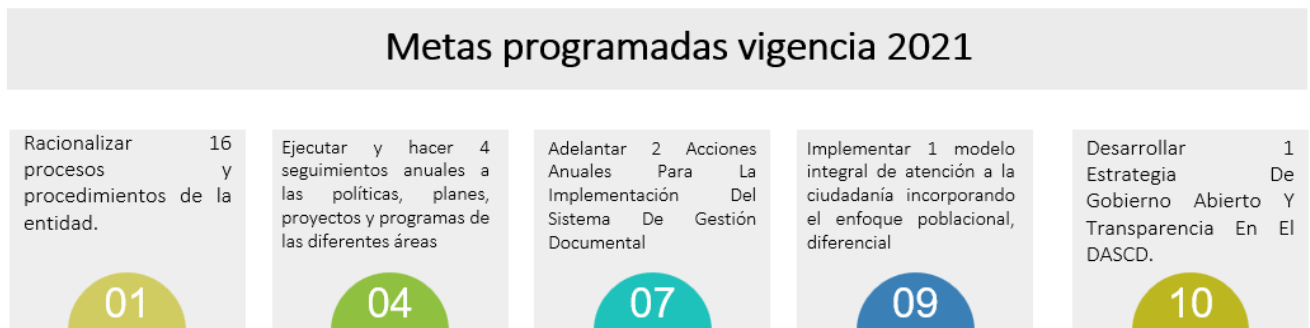 Metas programadas vigencia 2021
Racionalizar 16
procesos y
procedimientos de la
entidad.
01
Ejecutar y hacer 4
seguimientos anuales a
las políticas, planes,
proyectos y programas de
las diferentes áreas
04
Adelantar 2 Acciones
Anuales Para La
Implementación Del
Sistema De Gestión
Documental
07
Implementar 1 modelo
integral de atención a la
ciudadanía incorporando
el enfoque poblacional,
diferencial
09
Desarrollar 1
Estrategia De
Gobierno Abierto Y
Transparencia En El
DASCD.
10